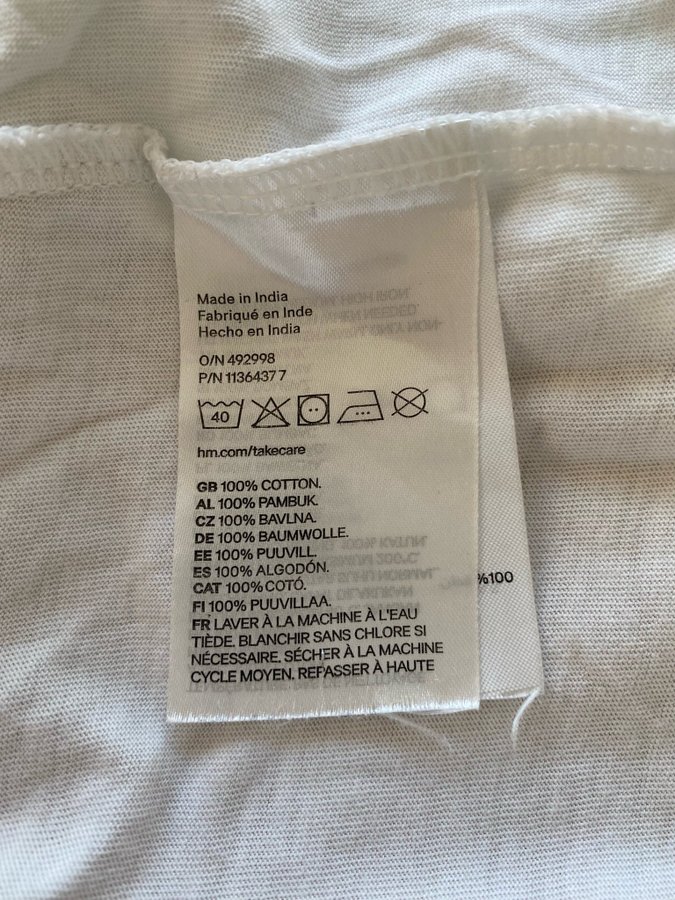 Made in India
Fabriqué en Inde
Hecho en India
O/N 492998
P/N 11364377
40
hm.com/takecare
GB 100% COTTON.
AL 100% PAMBUK.
CZ 100% BAVLNA.
DE 100% BAUMWOLLE.
EE 100% PUUVILL.
ES 100% ALGODÓN.
CAT 100% COTÓ.
FI 100% PUUVILLAA.
FR LAVER À LA MACHINE À L'EAU
TIÈDE. BLANCHIR SANS CHLORE SI
NÉCESSAIRE. SÉCHER À LA MACHINE
CYCLE MOYEN. REPASSER À HAUTE
%100